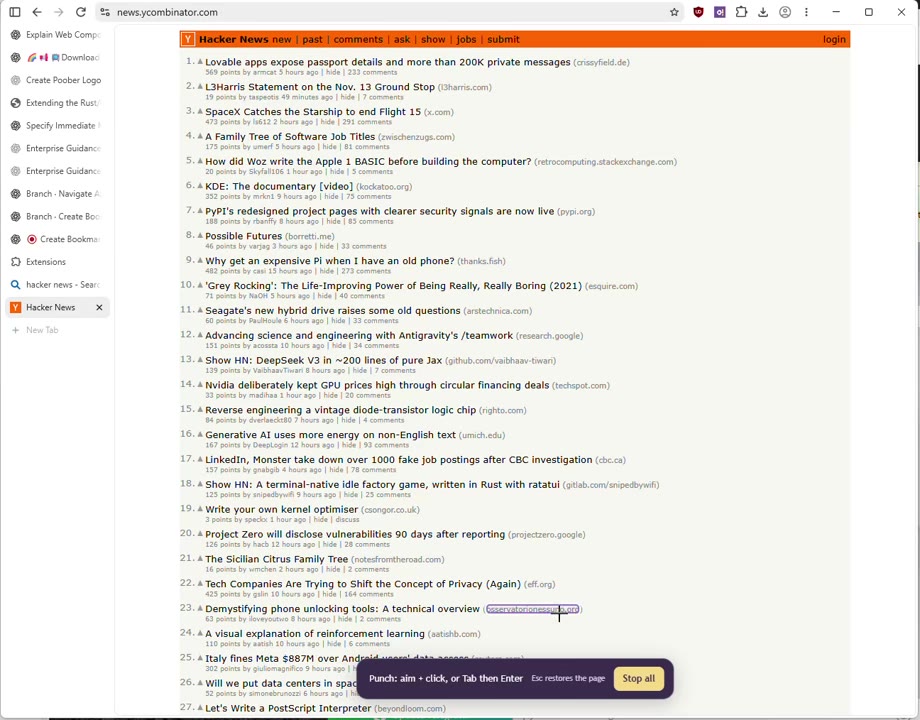 news.ycombinator.com
Explain Web Compo
Download
Create Poober Logo
Extending the Rust/
Specify Immediate M
Enterprise Guidance
Enterprise Guidance
Branch - Navigate A
Branch - Create Boo
Create Bookma
Extensions
hacker news - Searc
Hacker News
New Tab
Y Hacker News new | past | comments | ask | show | jobs | submit login
1. Lovable apps expose passport details and more than 200K private messages (crissyfield.de)
569 points by armcat 5 hours ago | hide | 233 comments
2. L3Harris Statement on the Nov. 13 Ground Stop (l3harris.com)
19 points by taspeotis 49 minutes ago | hide | 7 comments
3. SpaceX Catches the Starship to end Flight 15 (x.com)
473 points by ls612 2 hours ago | hide | 291 comments
4. A Family Tree of Software Job Titles (zwischenzugs.com)
175 points by umerf 5 hours ago | hide | 81 comments
5. How did Woz write the Apple 1 BASIC before building the computer? (retrocomputing.stackexchange.com)
20 points by Skyfall106 1 hour ago | hide | 5 comments
6. KDE: The documentary [video] (kockatoo.org)
352 points by mrkn1 9 hours ago | hide | 75 comments
7. PyPI's redesigned project pages with clearer security signals are now live (pypi.org)
188 points by rbanffy 8 hours ago | hide | 85 comments
8. Possible Futures (borretti.me)
46 points by varjag 3 hours ago | hide | 33 comments
9. Why get an expensive Pi when I have an old phone? (thanks.fish)
482 points by casi 15 hours ago | hide | 273 comments
10. 'Grey Rocking': The Life-Improving Power of Being Really, Really Boring (2021) (esquire.com)
71 points by NaOH 5 hours ago | hide | 40 comments
11. Seagate's new hybrid drive raises some old questions (arstechnica.com)
60 points by PaulHoule 6 hours ago | hide | 33 comments
12. Advancing science and engineering with Antigravity's /teamwork (research.google)
151 points by acossta 10 hours ago | hide | 34 comments
13. Show HN: DeepSeek V3 in ~200 lines of pure Jax (github.com/vaibhaav-tiwari)
139 points by VaibhaavTiwari 8 hours ago | hide | 7 comments
14. Nvidia deliberately kept GPU prices high through circular financing deals (techspot.com)
33 points by madihaa 1 hour ago | hide | 20 comments
15. Reverse engineering a vintage diode-transistor logic chip (righto.com)
84 points by dverlaeckt80 7 hours ago | hide | 4 comments
16. Generative AI uses more energy on non-English text (umich.edu)
167 points by DeepLogin 12 hours ago | hide | 93 comments
17. LinkedIn, Monster take down over 1000 fake job postings after CBC investigation (cbc.ca)
157 points by gnabgib 4 hours ago | hide | 78 comments
18. Show HN: A terminal-native idle factory game, written in Rust with ratatui (gitlab.com/snipedbywifi)
125 points by snipedbywifi 9 hours ago | hide | 25 comments
19. Write your own kernel optimiser (csongor.co.uk)
3 points by speckx 1 hour ago | hide | discuss
20. Project Zero will disclose vulnerabilities 90 days after reporting (projectzero.google)
126 points by hacb 12 hours ago | hide | 28 comments
21. The Sicilian Citrus Family Tree (notesfromtheroad.com)
16 points by wmchen 2 hours ago | hide | 2 comments
22. Tech Companies Are Trying to Shift the Concept of Privacy (Again) (eff.org)
425 points by gslin 10 hours ago | hide | 164 comments
23. Demystifying phone unlocking tools: A technical overview (osservatorionessuno.org)
63 points by iloveyoutwo 8 hours ago | hide | 2 comments
24. A visual explanation of reinforcement learning (aatishb.com)
110 points by aatish 10 hours ago | hide | 6 comments
25. Italy fines Meta $887M over Android users' data access
302 points by giuliomagnifico 9
26. Will we put data centers in spac
52 points by simonebrunozzi 6 hours
27. Let's Write a PostScript Interpreter (beyondloom.com)
Punch: aim + click, or Tab then Enter Esc restores the page Stop all